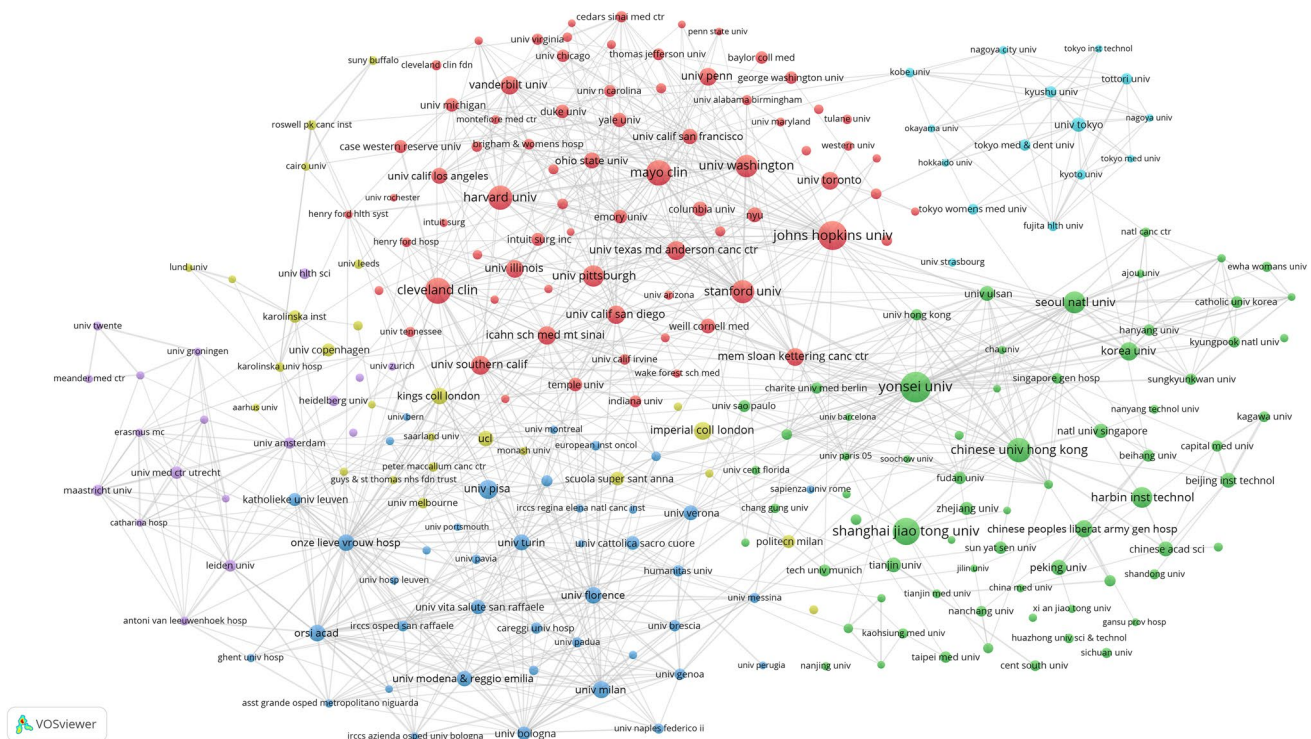 cedars sinai med ctr
penn state univ
univ virginia
nagoya city univ
tokyo inst technol
univ chicago
thomas jefferson univ
baylor coll med
suny buffalo
cleveland clin fdn
kobe univ
univ penn
george washington univ
tottori univ
vanderbilt univ
univ n carolina
kyushu univ
univ alabama birmingham
univ michigan
duke univ
montefiore med ctr
yale univ
univ maryland
tulane univ
nagoya univ
roswell pk canc inst
okayama univ
univ tokyo
univ calif san francisco
case western reserve univ
brigham & womens hosp
western univ
tokyo med & dent univ
ohio state univ
tokyo med univ
cairo univ
hokkaido univ
univ washington
mayo clin
kyoto univ
univ calif los angeles
univ toronto
univ rochester
harvard univ
henry ford hlth syst
columbia univ
tokyo womens med univ
emory univ
nyu
intuit surg
fujita hlth univ
natl canc ctr
johns hopkins univ
henry ford hosp
intuit surg inc
univ texas md anderson canc ctr
univ strasbourg
univ leeds
lund univ
univ hlth sci
univ illinois
univ pittsburgh
ajou univ
ewha womans univ
cleveland clin
stanford univ
univ arizona
univ ulsan
seoul natl univ
catholic univ korea
karolinska inst
univ calif san diego
univ hong kong
univ twente
univ tennessee
icahn sch med mt sinai
weill cornell med
hanyang univ
univ groningen
univ copenhagen
cha univ
korea univ
kyungpook natl univ
karolinska univ hosp
univ zurich
univ southern calif
univ calif irvine
mem sloan kettering canc ctr
meander med ctr
wake forest sch med
singapore gen hosp
sungkyunkwan univ
temple univ
charite univ med berlin
yonsei univ
heidelberg univ
kings coll london
indiana univ
aarhus univ
univ sao paulo
nanyang technol univ
univ bern
univ barcelona
kagawa univ
erasmus mc
univ montreal
imperial coll london
natl univ singapore
univ amsterdam
saarland univ
ucl
european inst oncol
capital med univ
monash univ
chinese univ hong kong
univ paris 05
soochow univ
beihang univ
univ med ctr utrecht
peter maccallum canc ctr
univ cent florida
guys & st thomas nhs fdn trust
scuola super sant anna
fudan univ
beijing inst technol
maastricht univ
univ pisa
sapienza univ rome
katholieke univ leuven
univ melbourne
harbin inst technol
ircss regina elena natl canc inst
chang gung univ
zhejiang univ
univ verona
catharina hosp
univ portsmouth
shanghai jiao tong univ
chinese peoples liberat army gen hosp
onze lieve vrouw hosp
univ turin
univ cattolica sacro cuore
politecn milan
sun yat sen univ
chinese acad sci
univ pavia
leiden univ
humanitas univ
tech univ munich
tianjin univ
jilin univ
peking univ
shandong univ
univ hosp leuven
china med univ
univ florence
univ messina
tianjin med univ
univ vita salute san raffaele
nanchang univ
xi an jiao tong univ
antoni van leeuwenhoek hosp
irccs osped san raffaele
careggi univ hosp
univ brescia
gansu prov hosp
orsi acad
kaohsiung med univ
huazhong univ sci & technol
univ padua
sichuan univ
ghent univ hosp
taipei med univ
univ perugia
nanjing univ
cent south univ
univ modena & reggio emilia
univ genoa
univ milan
asst grande osped metropolitano niguarda
VOSviewer
univ naples federico ii
irccs azienda osped univ bologna
univ bologna